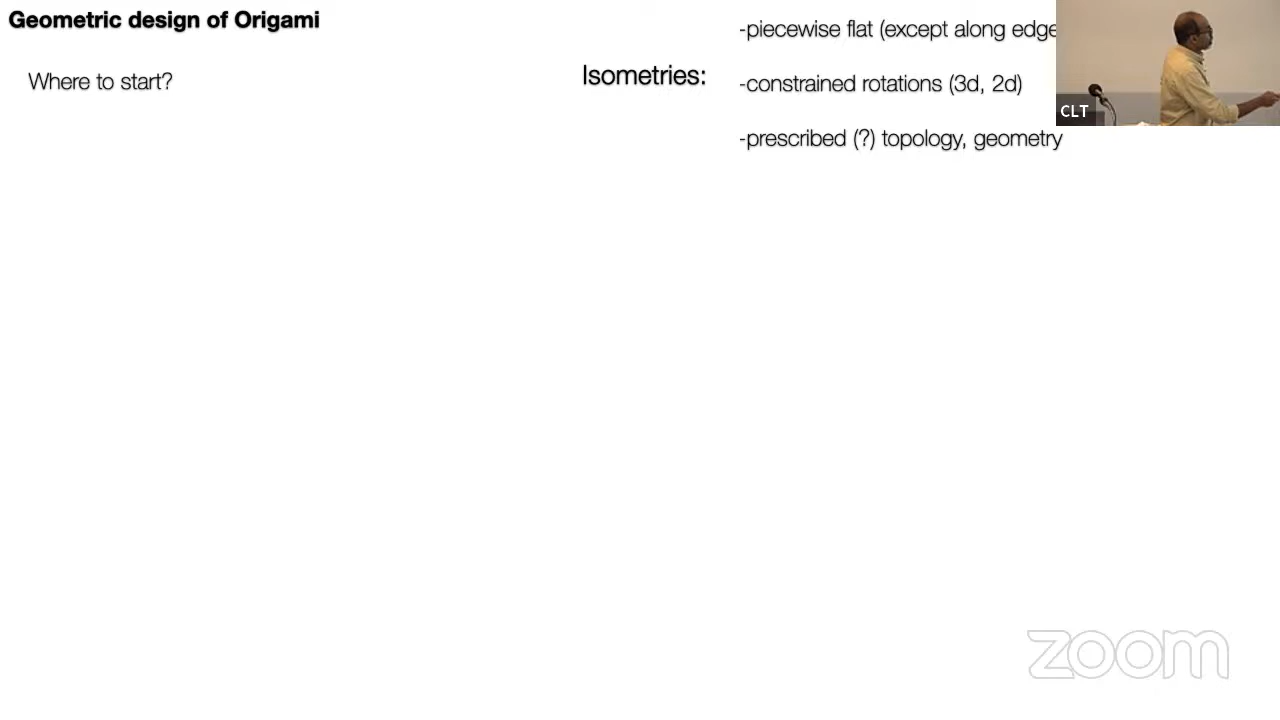 Geometric design of Origami
Where to start?
Isometries:
-piecewise flat (except along edge
-constrained rotations (3d, 2d)
-prescribed (?) topology, geometry
CLT
zoom